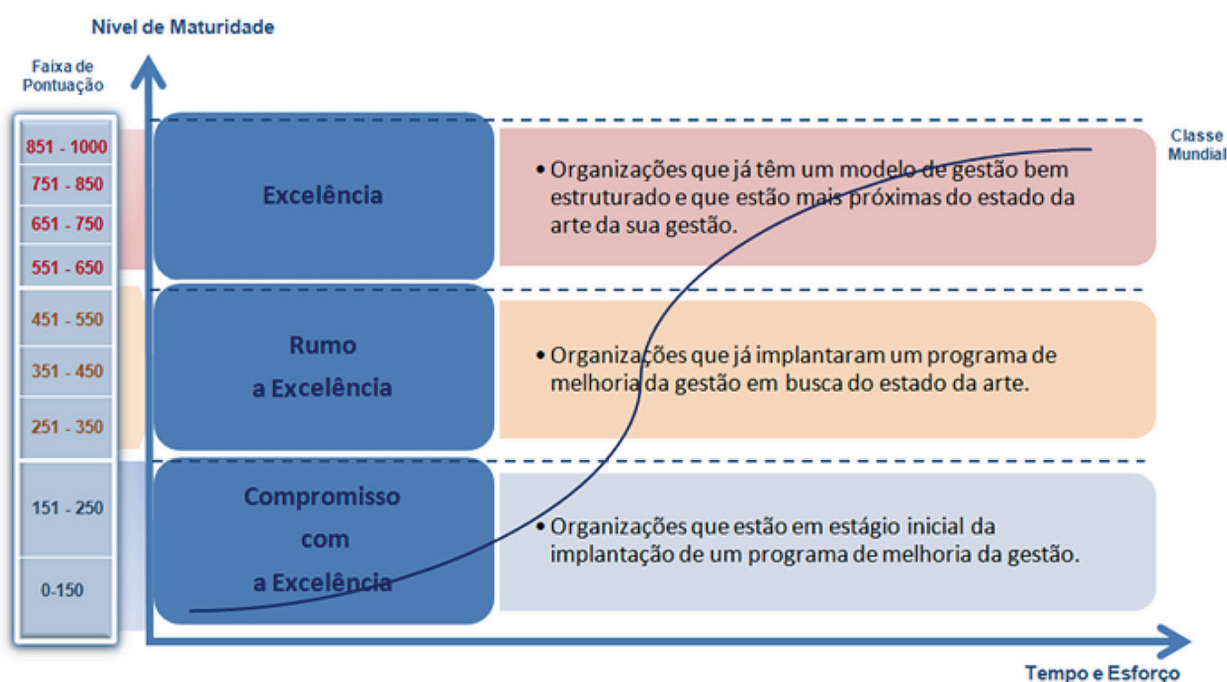 Nível de Maturidade
Faixa de
Pontuação
851 - 1000
751 - 850
651 - 750
551 - 650
451 - 550
351 - 450
251 - 350
151 - 250
0-150
Excelência
• Organizações que já têm um modelo de gestão bem
estruturado e que estão mais próximas do estado da
arte da sua gestão.
Classe
Mundial
Rumo
a Excelência
• Organizações que já implantaram um programa de
melhoria da gestão em busca do estado da arte.
Compromisso
com
a Excelência
• Organizações que estão em estágio inicial da
implantação de um programa de melhoria da gestão.
Tempo e Esforço